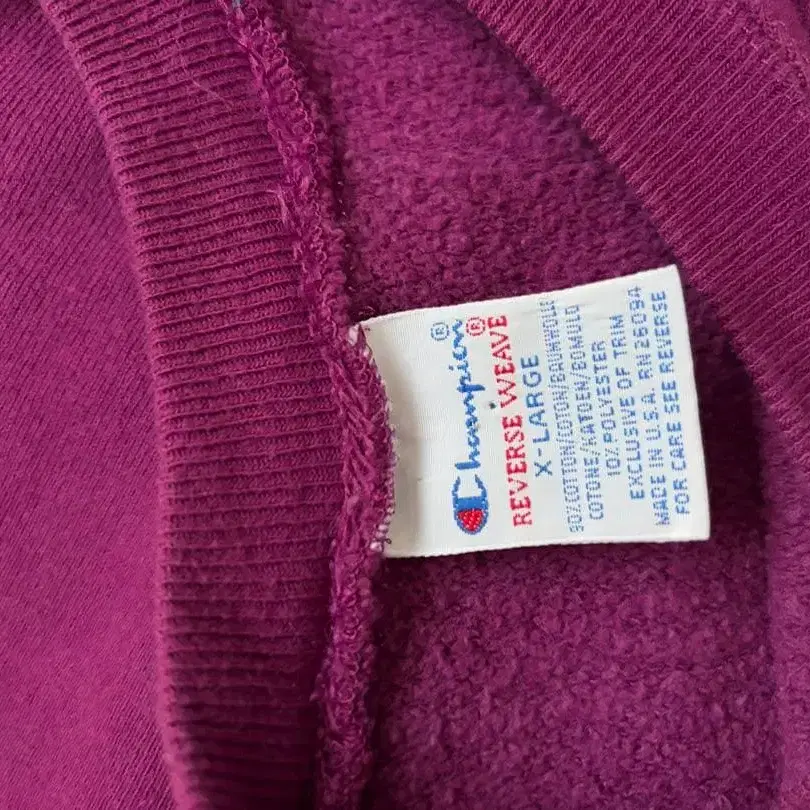 Champion®
REVERSE WEAVE®
X-LARGE
90% COTTON/COTON/BAUMWOLLE
COTONE/KATOEN/BOMULD
10% POLYESTER
EXCLUSIVE OF TRIM
MADE IN U.S.A. RN 26094
FOR CARE SEE REVERSE